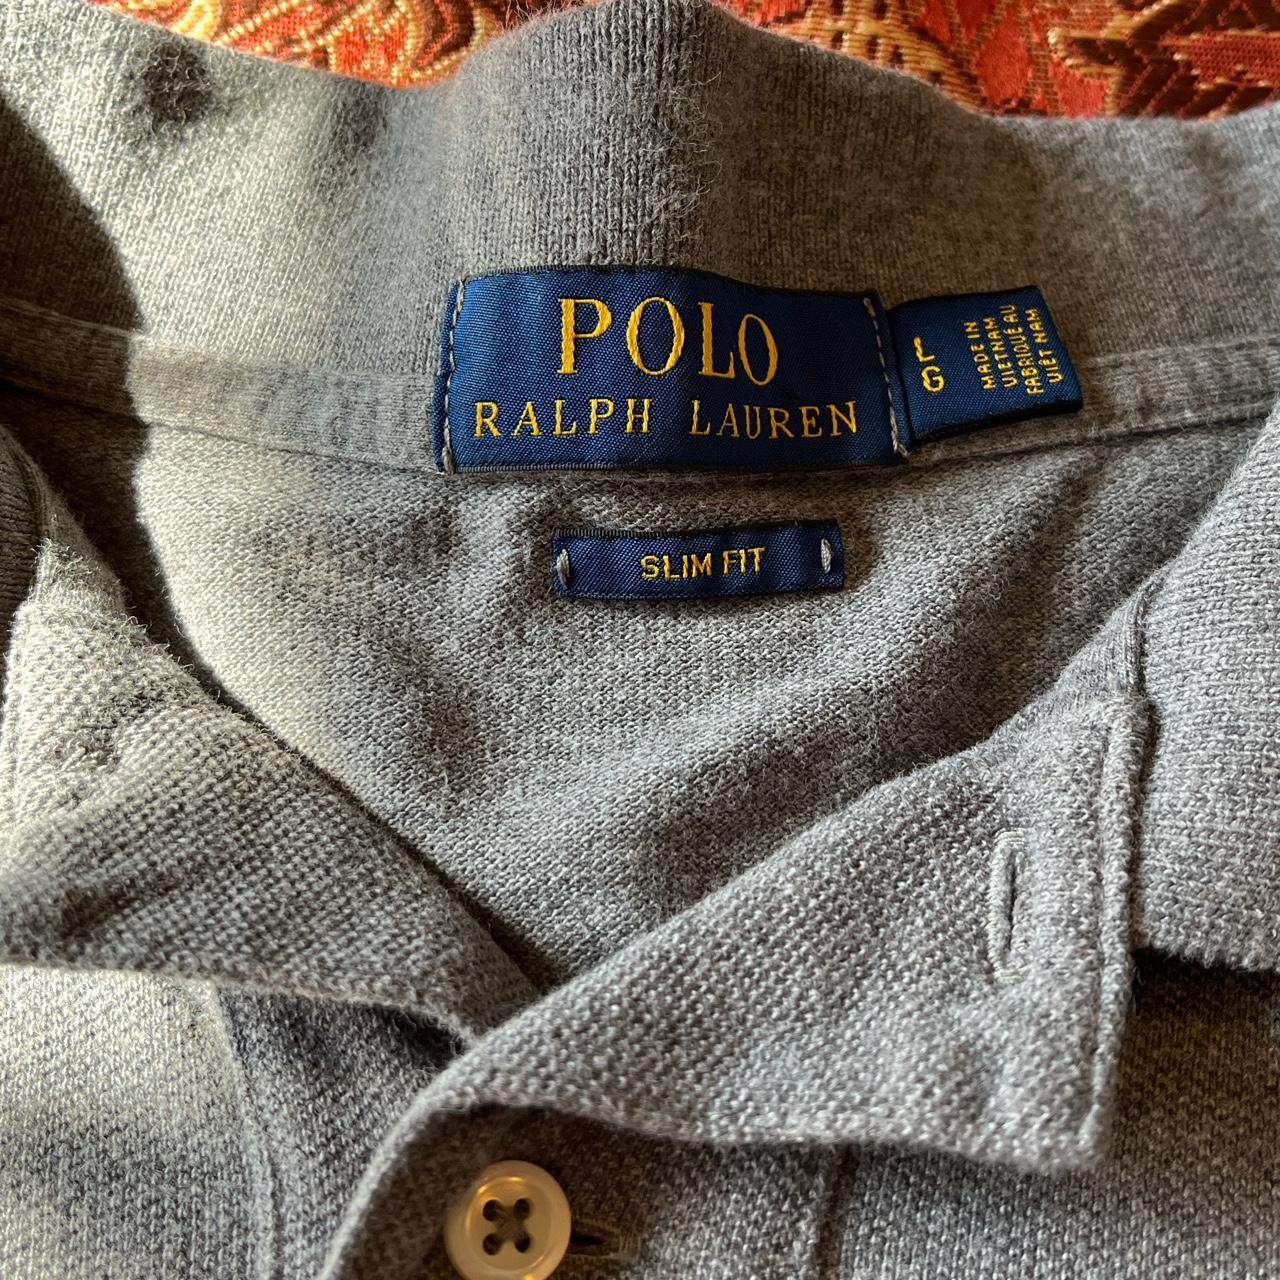 POLO
RALPH LAUREN
L
G
MADE IN
VIETNAM
FABRIQUÉ AU
VIÊT NAM
SLIM FIT